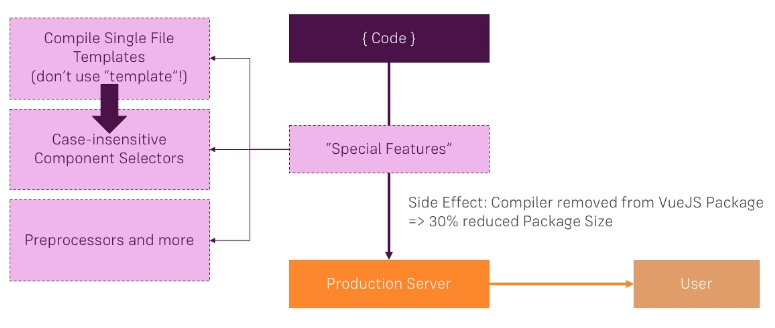 Compile Single File
Templates
(don't use "template"!)
{ Code }
Case-insensitive
Component Selectors
"Special Features"
Side Effect: Compiler removed from VueJS Package
=> 30% reduced Package Size
Preprocessors and more
Production Server
User